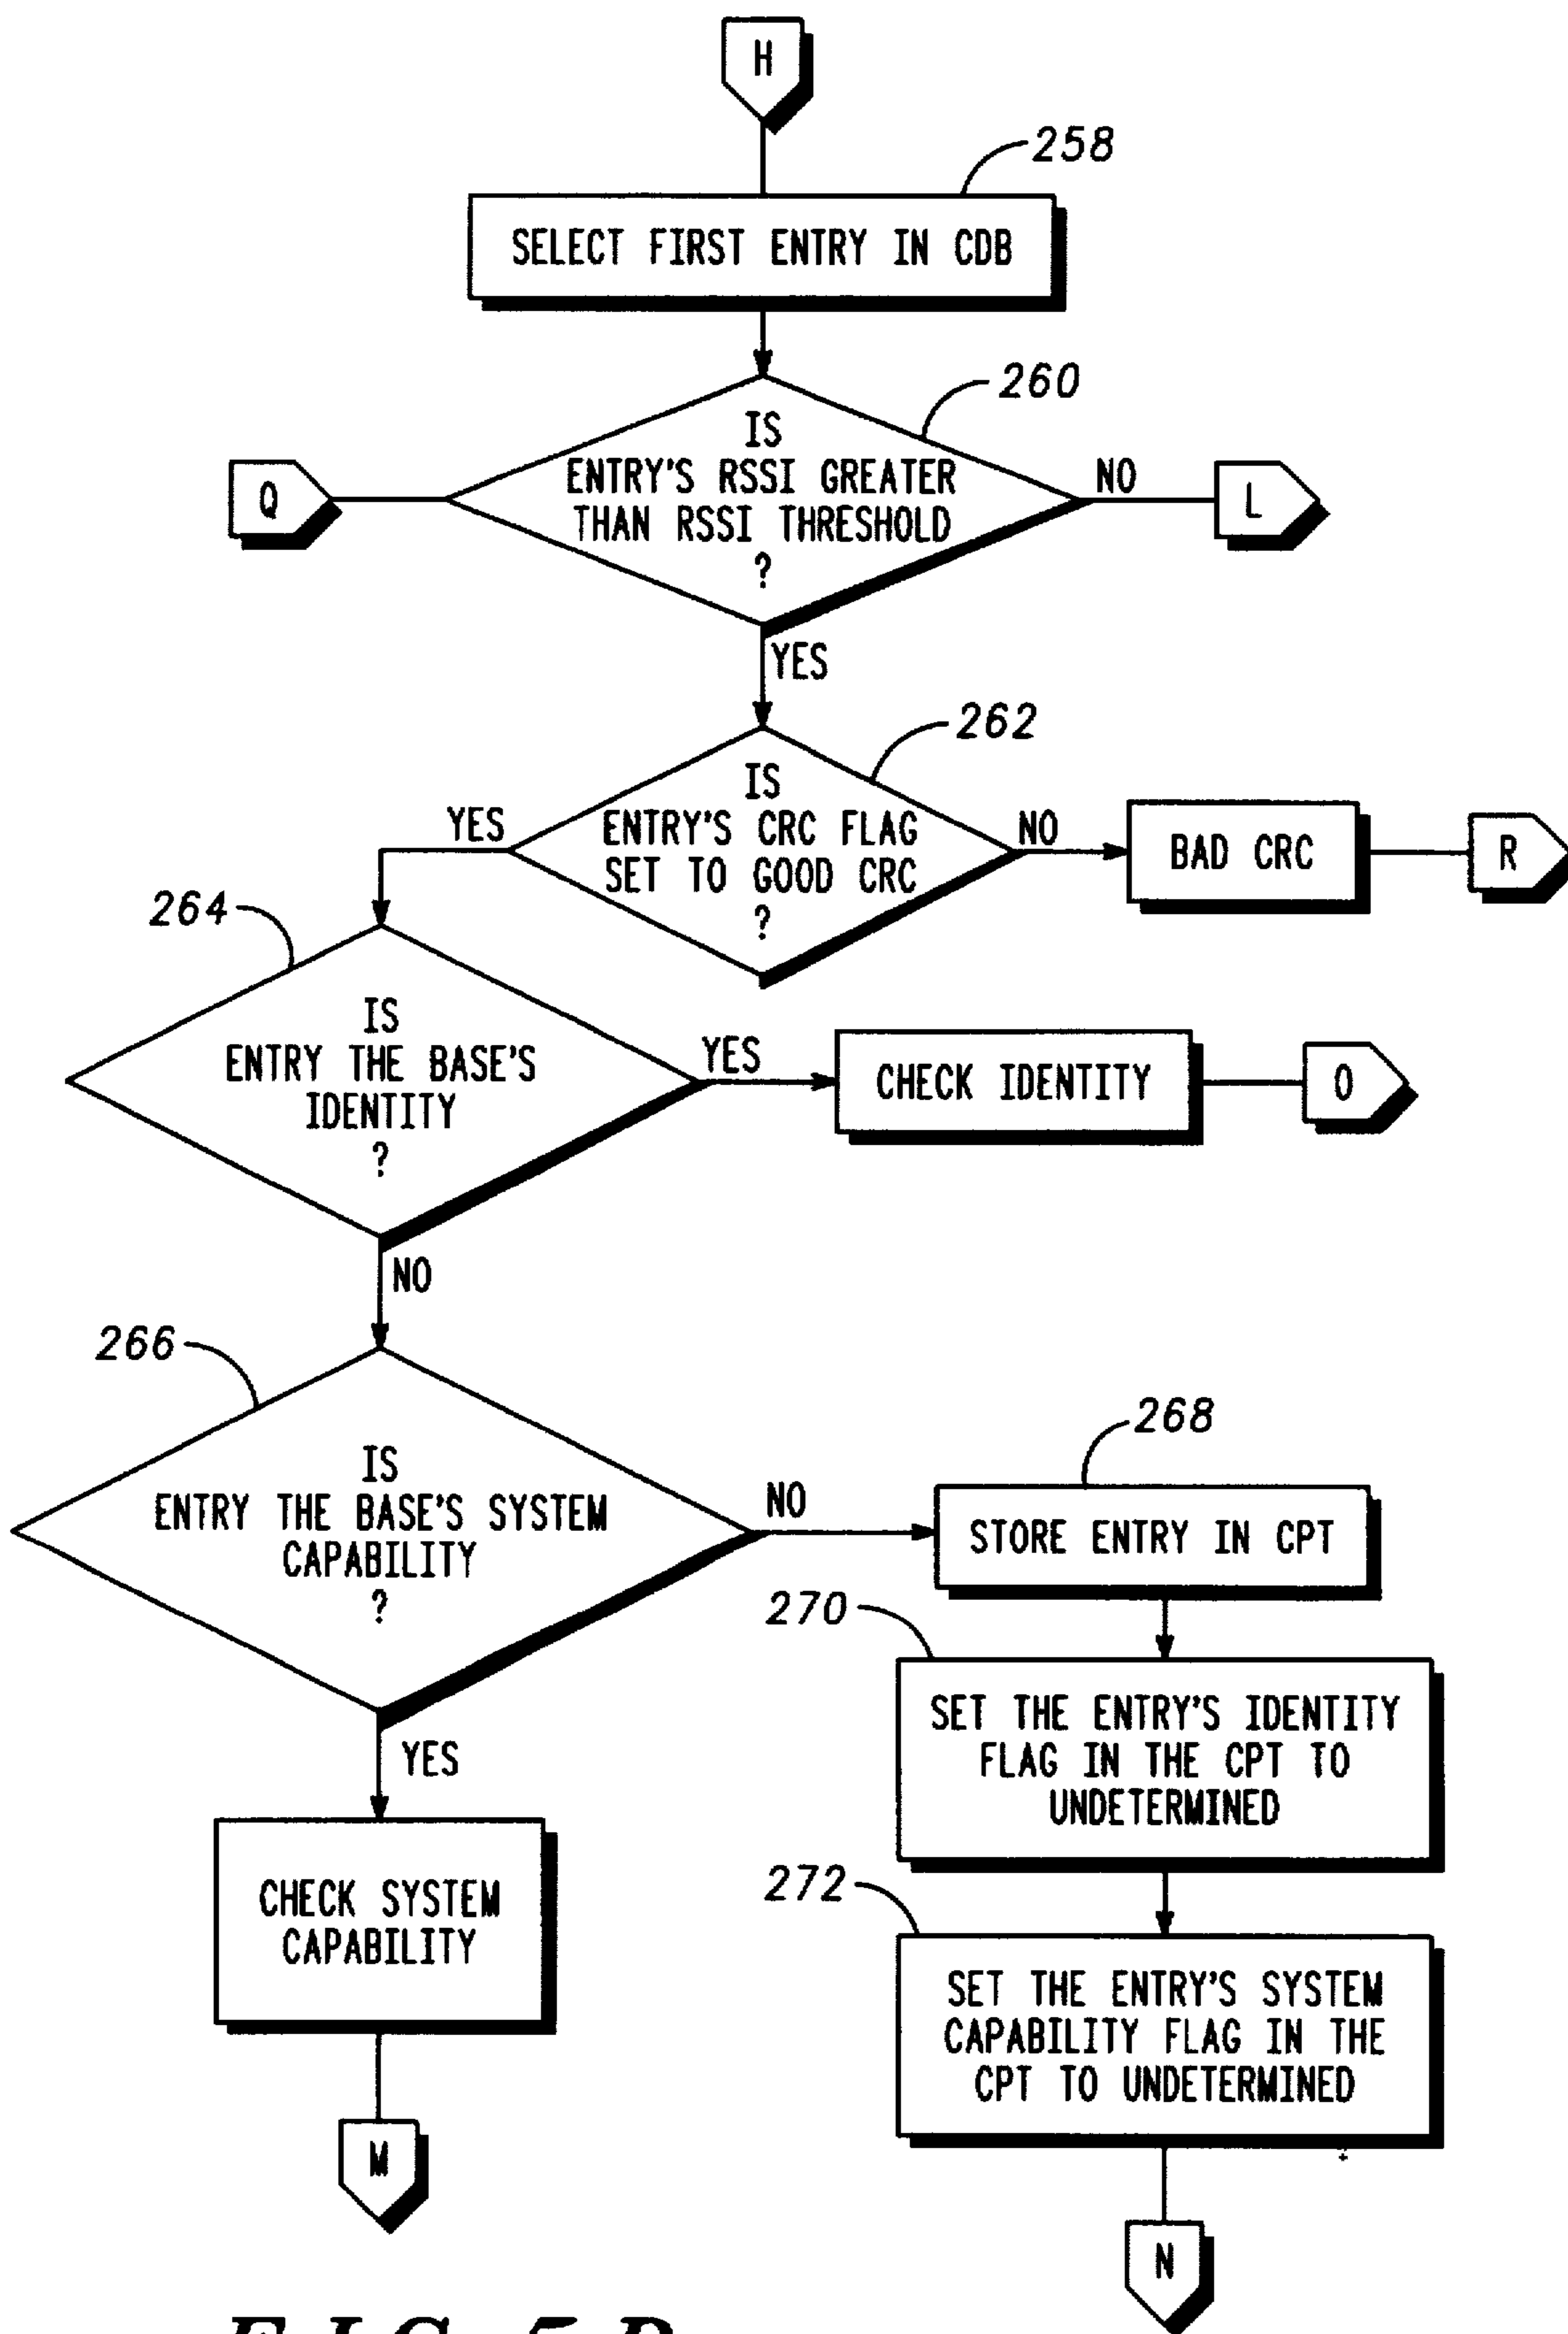 H
258
SELECT FIRST ENTRY IN CDB
260
IS
ENTRY'S RSSI GREATER
THAN RSSI THRESHOLD
?
Q
NO
L
YES
262
IS
ENTRY'S CRC FLAG
SET TO GOOD CRC
?
YES
NO
BAD CRC
R
264
IS
ENTRY THE BASE'S
IDENTITY
?
YES
CHECK IDENTITY
O
NO
266
IS
ENTRY THE BASE'S SYSTEM
CAPABILITY
?
NO
268
STORE ENTRY IN CPT
270
SET THE ENTRY'S IDENTITY
FLAG IN THE CPT TO
UNDETERMINED
YES
CHECK SYSTEM
CAPABILITY
272
SET THE ENTRY'S SYSTEM
CAPABILITY FLAG IN THE
CPT TO UNDETERMINED
M
N